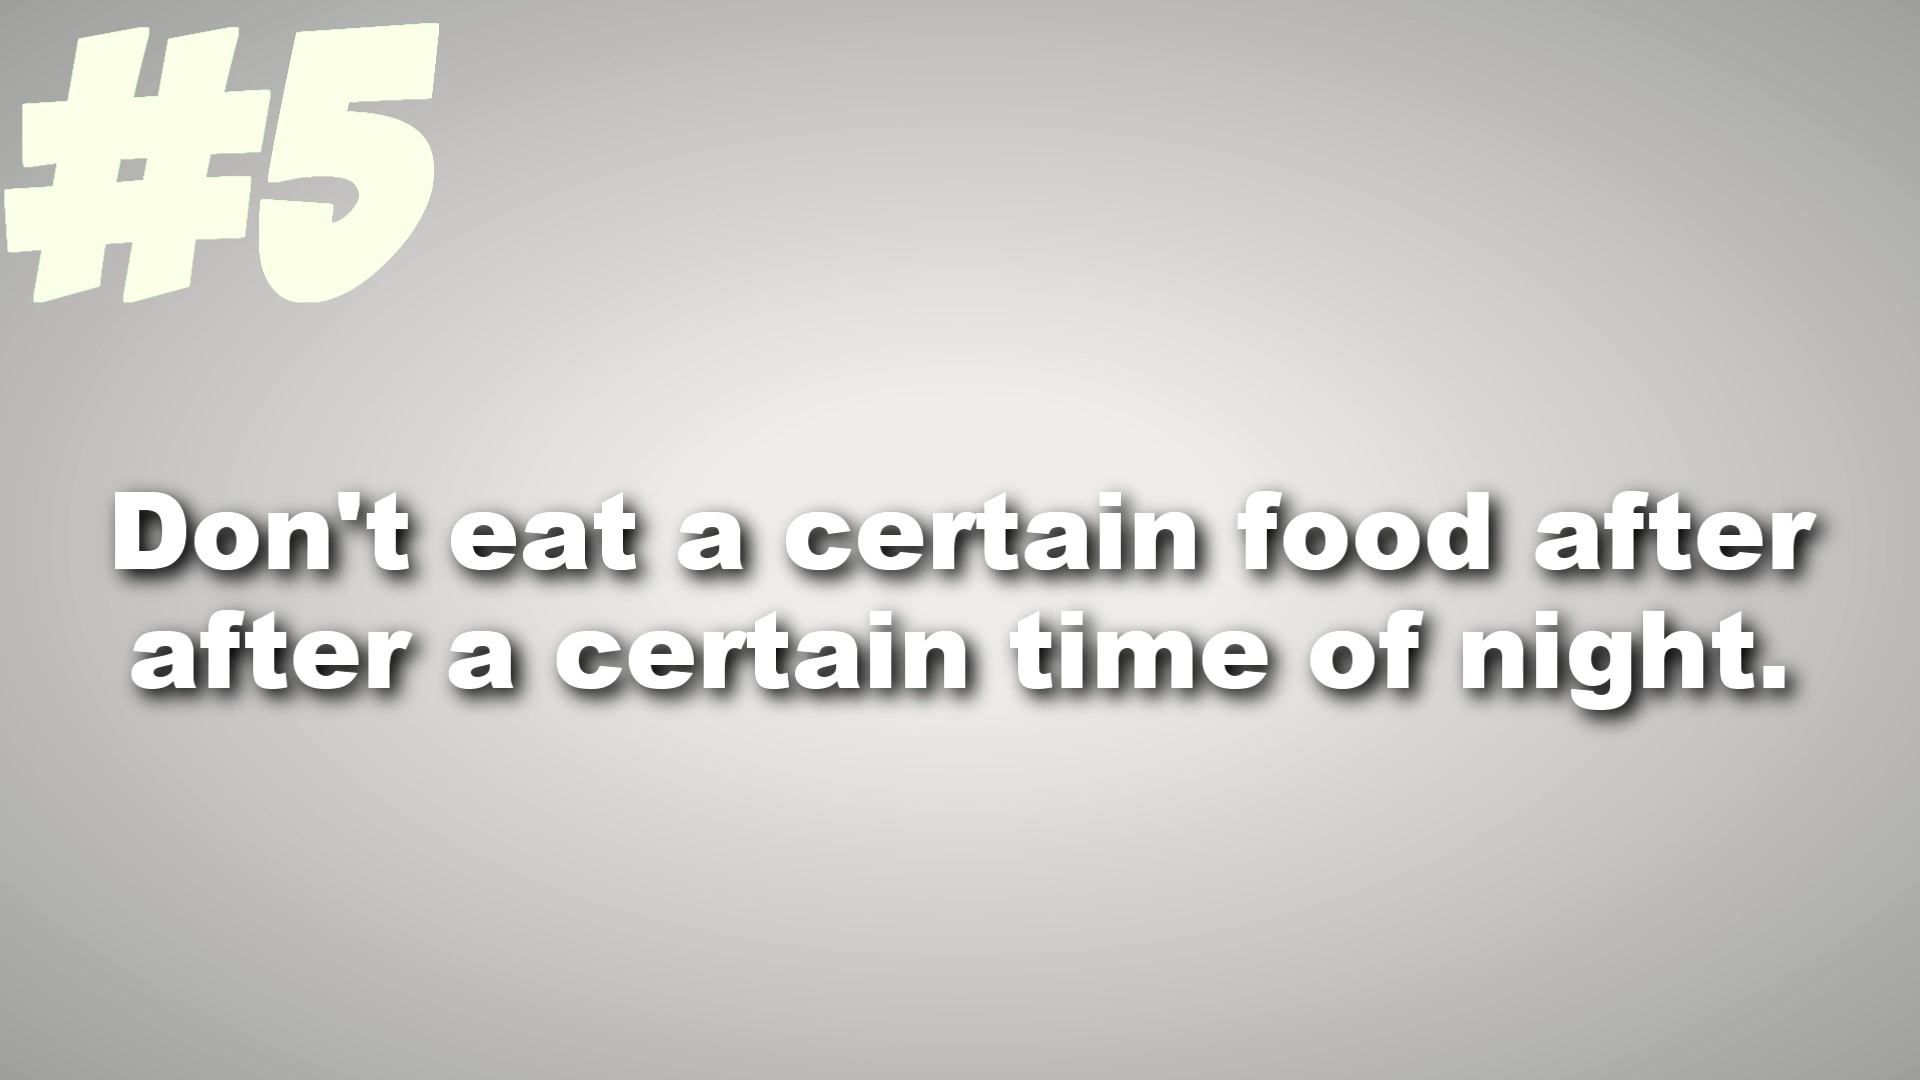 #5
Don't eat a certain food after
after a certain time of night.